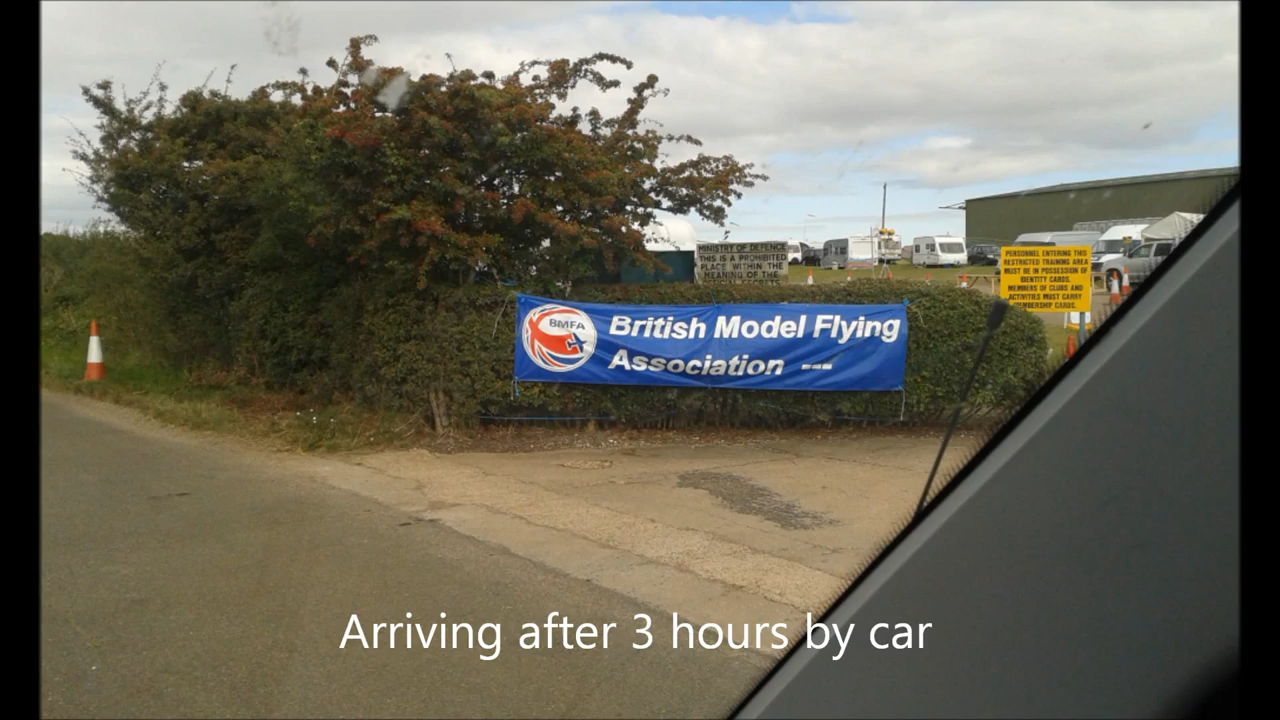 MINISTRY OF DEFENCE
THIS IS A PROHIBITED
PLACE WITHIN THE
MEANING OF THE
PERSONNEL ENTERING THIS
RESTRICTED TRAINING AREA
MUST BE IN POSSESSION OF
IDENTITY CARDS.
MEMBERS OF CLUBS AND
ACTIVITIES MUST CARRY
MEMBERSHIP CARDS.
BMFA
British Model Flying
Association
Arriving after 3 hours by car